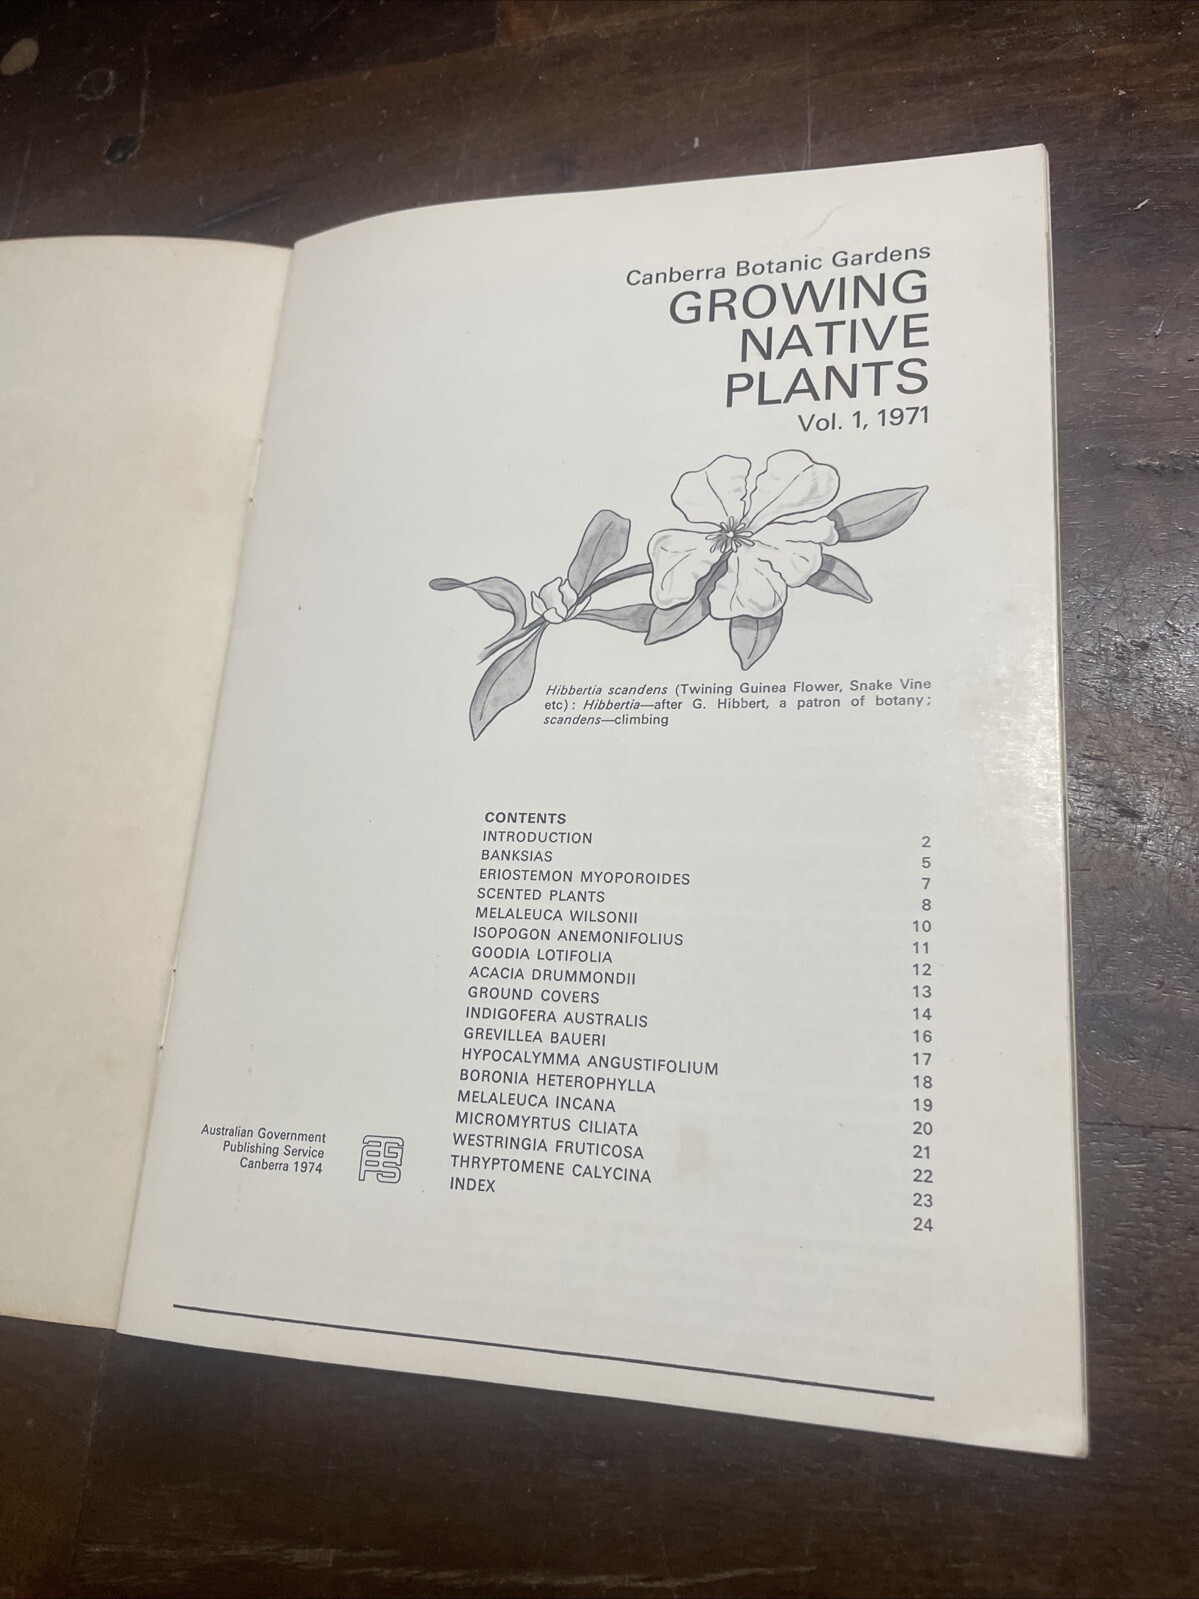 Canberra Botanic Gardens
GROWING
NATIVE
PLANTS
Vol. 1, 1971
Hibbertia scandens (Twining Guinea Flower, Snake Vine
etc): Hibbertia—after G. Hibbert, a patron of botany;
scandens—climbing
CONTENTS
INTRODUCTION 2
BANKSIAS 5
ERIOSTEMON MYOPOROIDES 7
SCENTED PLANTS 8
MELALEUCA WILSONII 10
ISOPOGON ANEMONIFOLIUS 11
GOODIA LOTIFOLIA 12
ACACIA DRUMMONDII 13
GROUND COVERS 14
INDIGOFERA AUSTRALIS 16
GREVILLEA BAUERI 17
HYPOCALYMMA ANGUSTIFOLIUM 18
BORONIA HETEROPHYLLA 19
MELALEUCA INCANA 20
MICROMYRTUS CILIATA 21
WESTRINGIA FRUTICOSA 22
THRYPTOMENE CALYCINA 23
INDEX 24
Australian Government
Publishing Service
Canberra 1974
AGPS